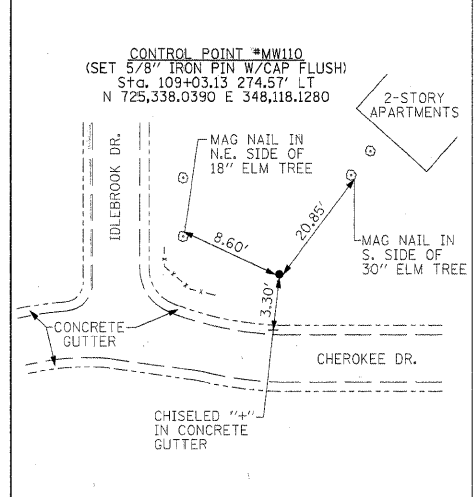 CONTROL POINT #MW110
(SET 5/8" IRON PIN W/CAP FLUSH)
Sta. 109+03.13 274.57' LT
N 725,338.0390 E 348,118.1280
2-STORY
APARTMENTS
IDLEBROOK DR.
MAG NAIL IN
N.E. SIDE OF
18" ELM TREE
8.60'
20.85'
MAG NAIL IN
S. SIDE OF
30" ELM TREE
3.30'
CONCRETE
GUTTER
CHEROKEE DR.
CHISELED "+"
IN CONCRETE
GUTTER